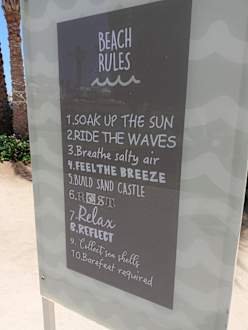 BEACH
RULES
1.SOAK UP THE SUN
2.RIDE THE WAVES
3.Breathe salty air
4.FEEL THE BREEZE
5.BUILD SAND CASTLE
6.REST
7.Relax
8.REFLECT
9. Collect sea shells
10.Barefeet required